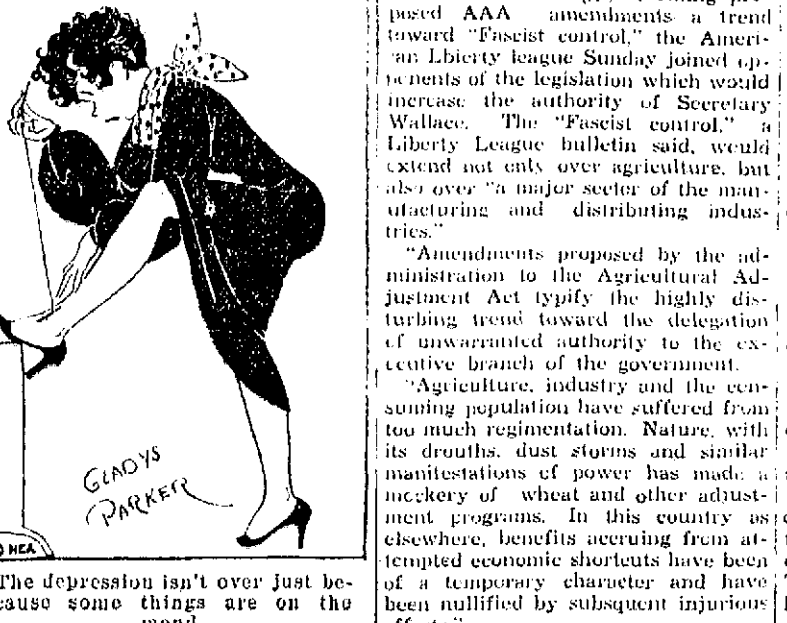 GLADYS
PARKER
NEA
The depression isn't over just be-
cause some things are on the
mend.
posed AAA amendments a trend
toward "Fascist control," the Ameri-
can Lbierty league Sunday joined op-
ponents of the legislation which would
increase the authority of Secretary
Wallace. The "Fascist control," a
Liberty League bulletin said, would
extend not only over agriculture, but
also over "a major sector of the man-
ufacturing and distributing indus-
tries."
"Amendments proposed by the ad-
ministration to the Agricultural Ad-
justment Act typify the highly dis-
turbing trend toward the delegation
of unwarranted authority to the ex-
ecutive branch of the government.
"Agriculture, industry and the con-
suming population have suffered from
too much regimentation. Nature, with
its drouths, dust storms and similar
manifestations of power has made a
mockery of wheat and other adjust-
ment programs. In this country as
elsewhere, benefits accruing from at-
tempted economic shortcuts have been
of a temporary character and have
been nullified by subsquent injurious